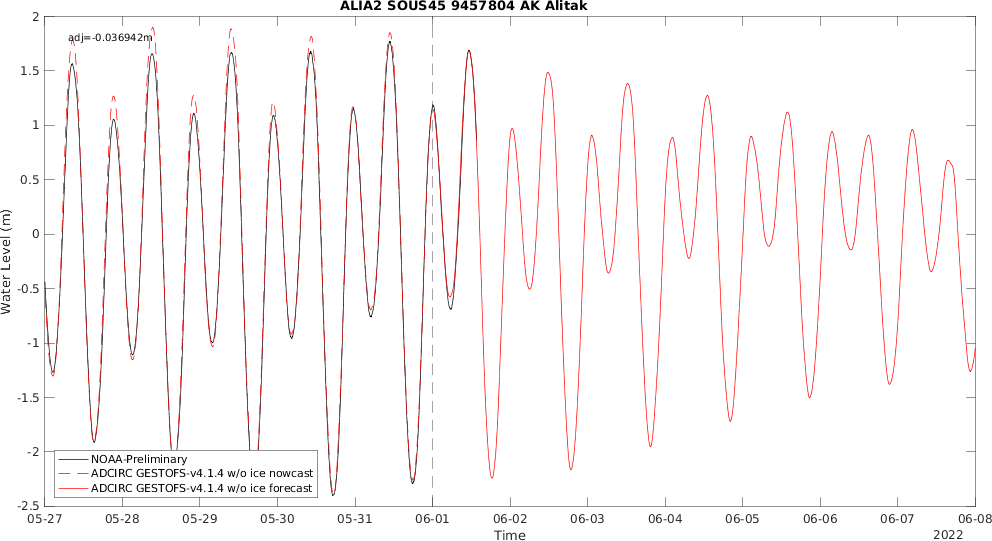 ALIA2 SOUS45 9457804 AK Alitak
adj=-0.036942m
Water Level (m)
2
1.5
1
0.5
0
-0.5
-1
-1.5
-2
-2.5
NOAA-Preliminary
ADCIRC GESTOFS-v4.1.4 w/o ice nowcast
ADCIRC GESTOFS-v4.1.4 w/o ice forecast
05-27 05-28 05-29 05-30 05-31 06-01 06-02 06-03 06-04 06-05 06-06 06-07 06-08
Time
2022